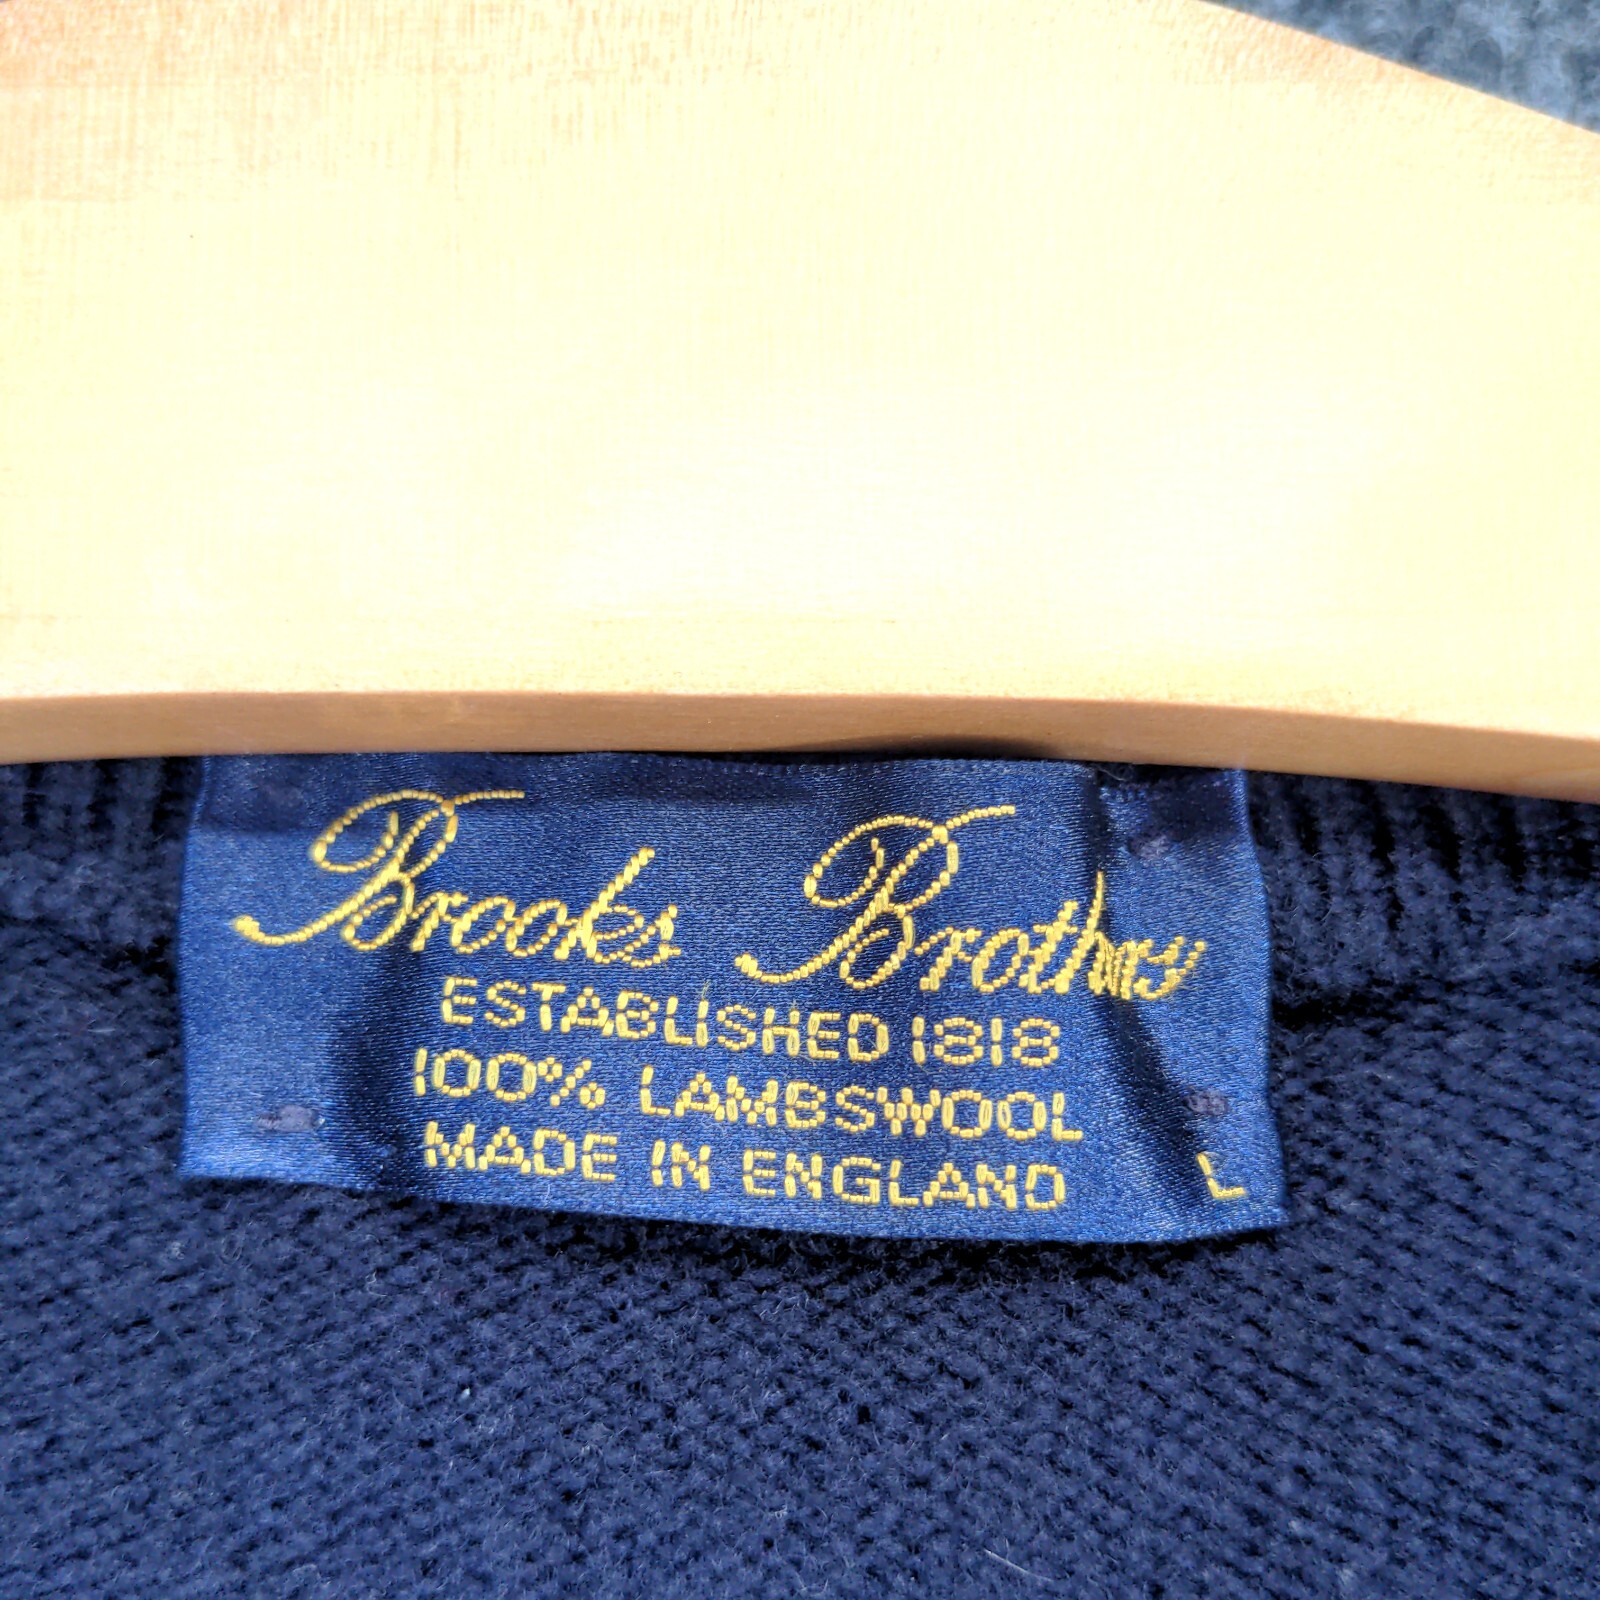 Brooks Brothers
ESTABLISHED 1818
100% LAMBSWOOL
MADE IN ENGLAND
L